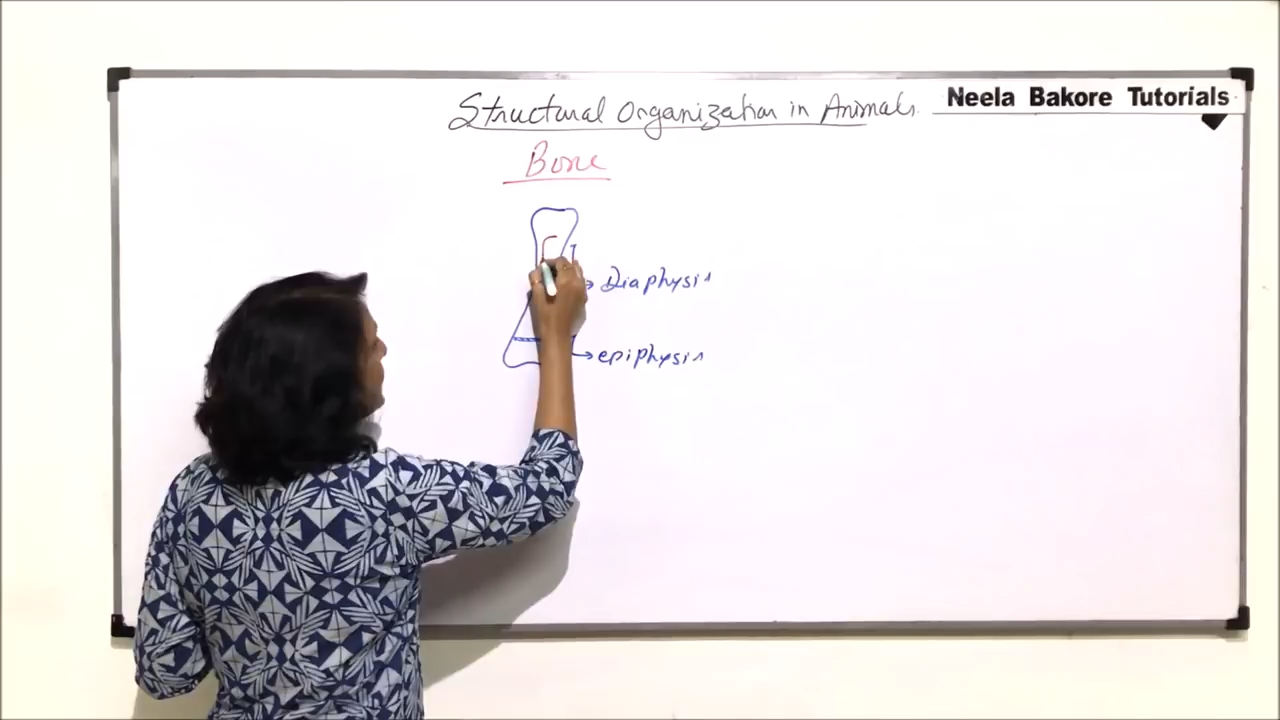 Structural Organization in Animals.
Neela Bakore Tutorials
Bone
Diaphysis
epiphysis